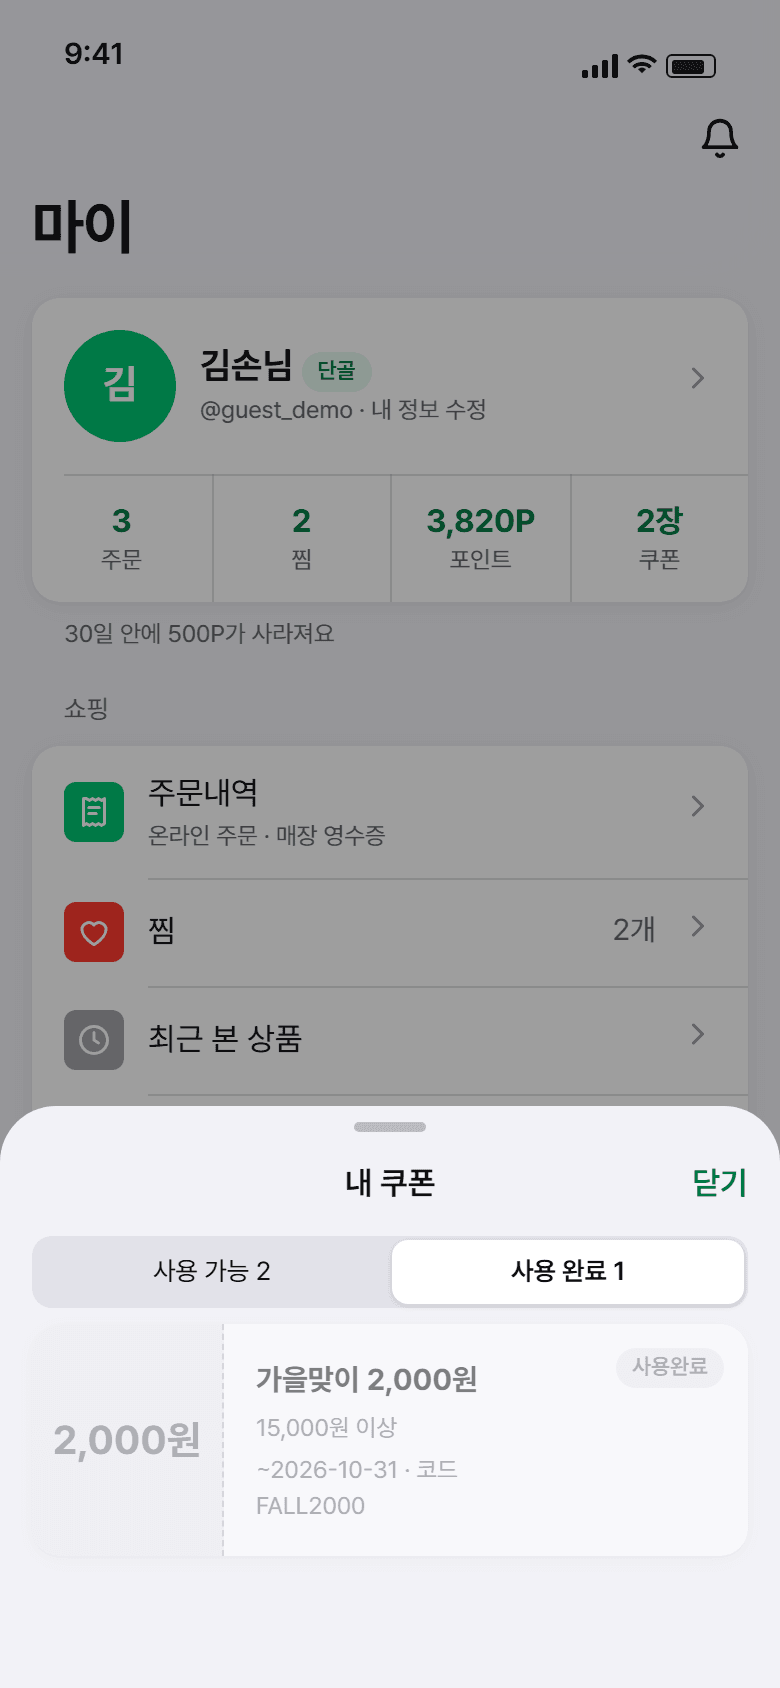 9:41
마이
김
김손님 단골
@guest_demo · 내 정보 수정
3
주문
2
찜
3,820P
포인트
2장
쿠폰
30일 안에 500P가 사라져요
쇼핑
주문내역
온라인 주문 · 매장 영수증
찜
2개
최근 본 상품
내 쿠폰
닫기
사용 가능 2
사용 완료 1
2,000원
가을맞이 2,000원
사용완료
15,000원 이상
~2026-10-31 · 코드
FALL2000